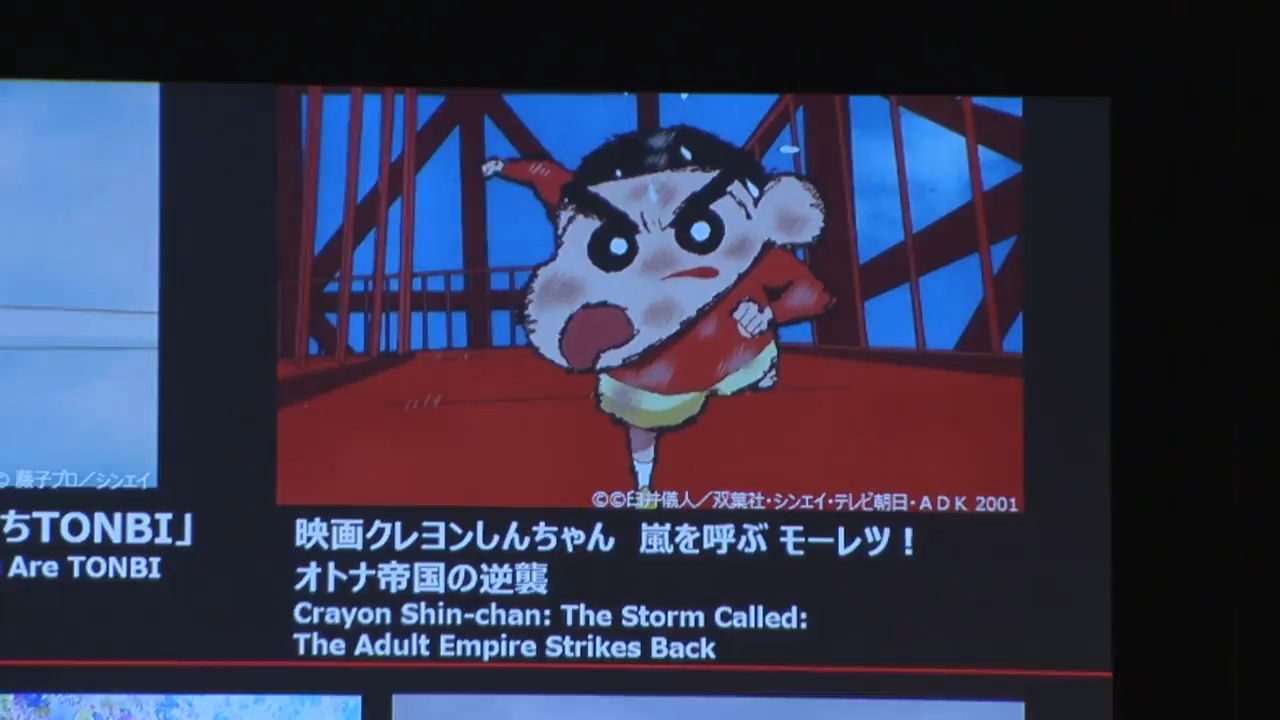 © 藤子プロ／シンエイ
ちTONBI」
Are TONBI
©©臼井儀人／双葉社・シンエイ・テレビ朝日・ＡＤＫ 2001
映画クレヨンしんちゃん 嵐を呼ぶ モーレツ！
オトナ帝国の逆襲
Crayon Shin-chan: The Storm Called:
The Adult Empire Strikes Back